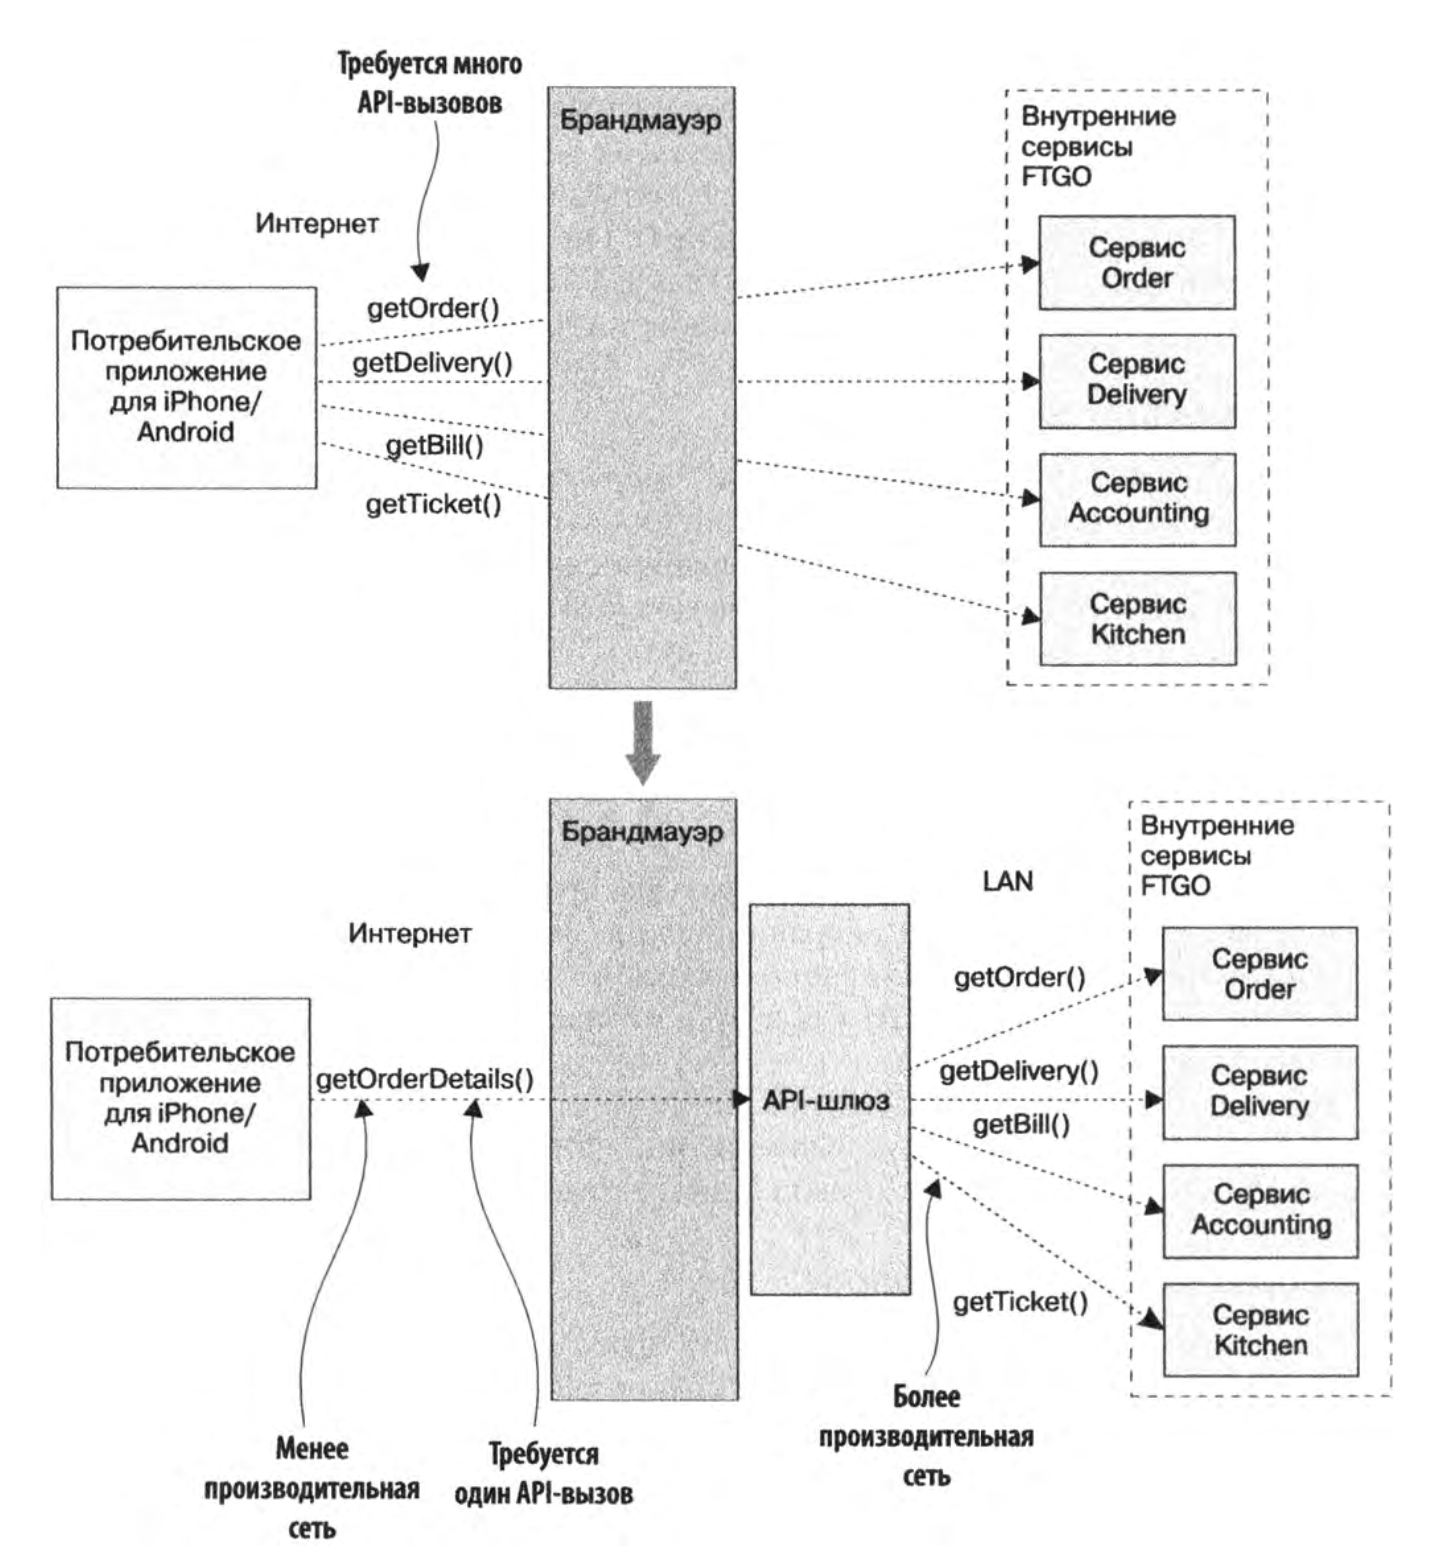 Требуется много
API-вызовов
Брандмауэр
Внутренние
сервисы
FTGO
Интернет
Сервис
Order
getOrder()
Потребительское
приложение
для iPhone/
Android
getDelivery()
Сервис
Delivery
getBill()
Сервис
Accounting
getTicket()
Сервис
Kitchen
Брандмауэр
Внутренние
сервисы
FTGO
LAN
Интернет
getOrder()
Сервис
Order
Потребительское
приложение
для iPhone/
Android
getOrderDetails()
API-шлюз
getDelivery()
Сервис
Delivery
getBill()
Сервис
Accounting
getTicket()
Сервис
Kitchen
Менее
производительная
сеть
Требуется
один API-вызов
Более
производительная
сеть